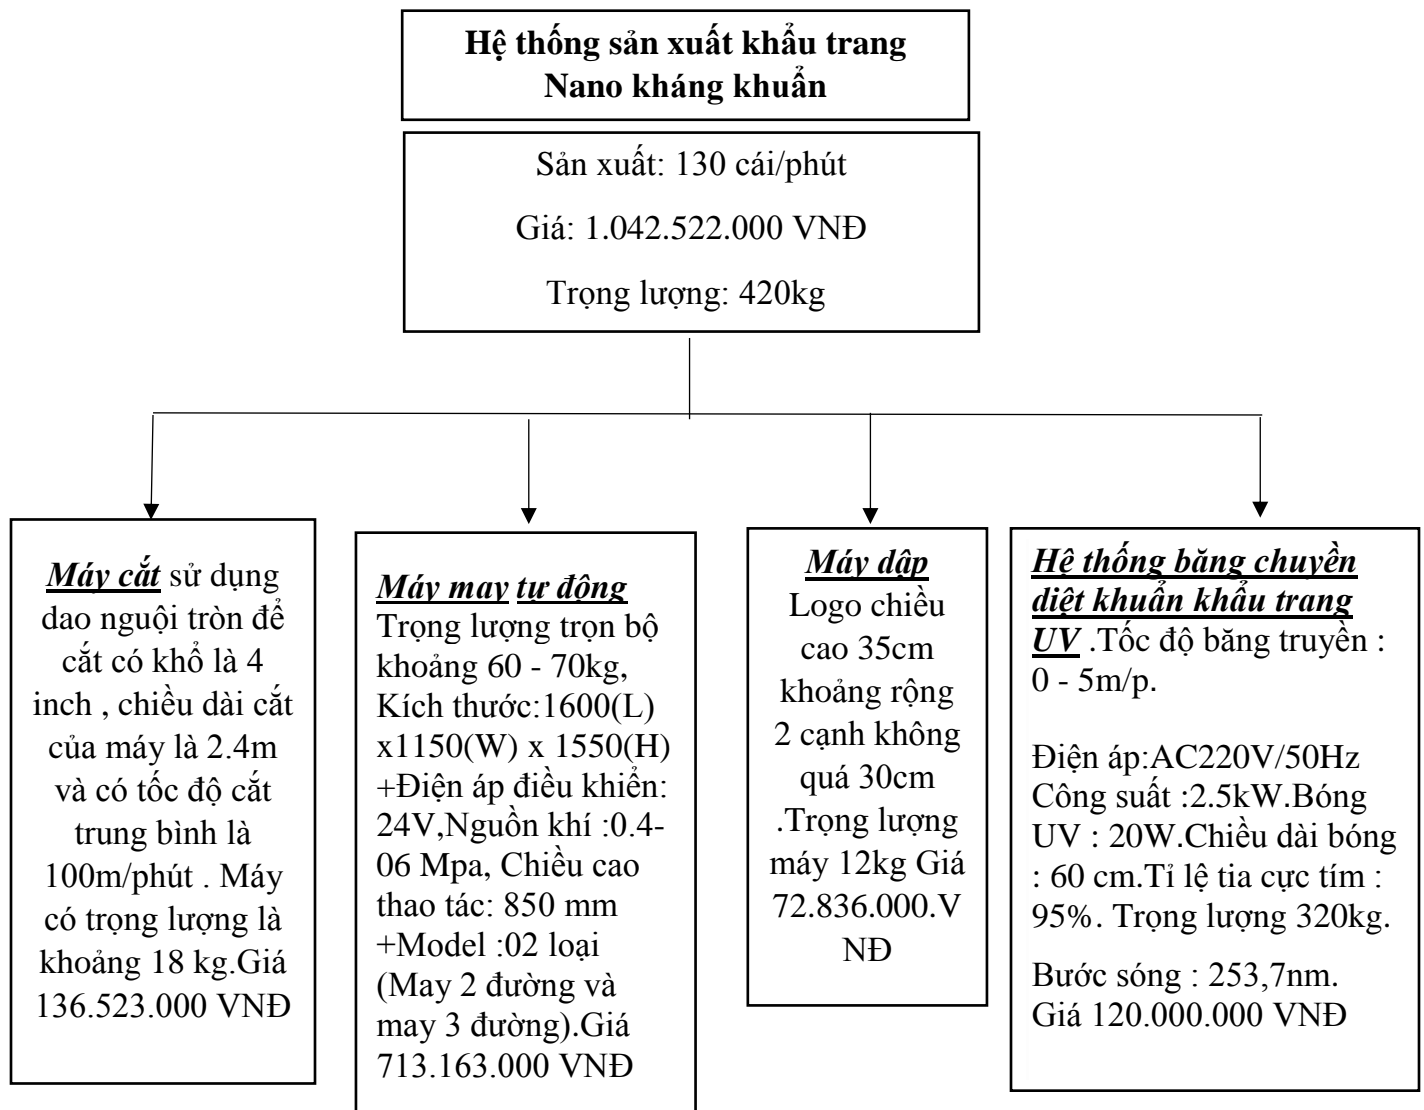 Hệ thống sản xuất khẩu trang
Nano kháng khuẩn
Sản xuất: 130 cái/phút
Giá: 1.042.522.000 VNĐ
Trọng lượng: 420kg
Máy cắt sử dụng
dao nguội tròn để
cắt có khổ là 4
inch , chiều dài cắt
của máy là 2.4m
và có tốc độ cắt
trung bình là
100m/phút . Máy
có trọng lượng là
khoảng 18 kg.Giá
136.523.000 VNĐ
Máy may tự động
Trọng lượng trọn bộ
khoảng 60 - 70kg,
Kích thước:1600(L)
x1150(W) x 1550(H)
+Điện áp điều khiển:
24V,Nguồn khí :0.4-
06 Mpa, Chiều cao
thao tác: 850 mm
+Model :02 loại
(May 2 đường và
may 3 đường).Giá
713.163.000 VNĐ
Máy dập
Logo chiều
cao 35cm
khoảng rộng
2 cạnh không
quá 30cm
.Trọng lượng
máy 12kg Giá
72.836.000.V
NĐ
Hệ thống băng chuyền
diệt khuẩn khẩu trang
UV .Tốc độ băng truyền :
0 - 5m/p.
Điện áp:AC220V/50Hz
Công suất :2.5kW.Bóng
UV : 20W.Chiều dài bóng
: 60 cm.Tỉ lệ tia cực tím :
95%. Trọng lượng 320kg.
Bước sóng : 253,7nm.
Giá 120.000.000 VNĐ